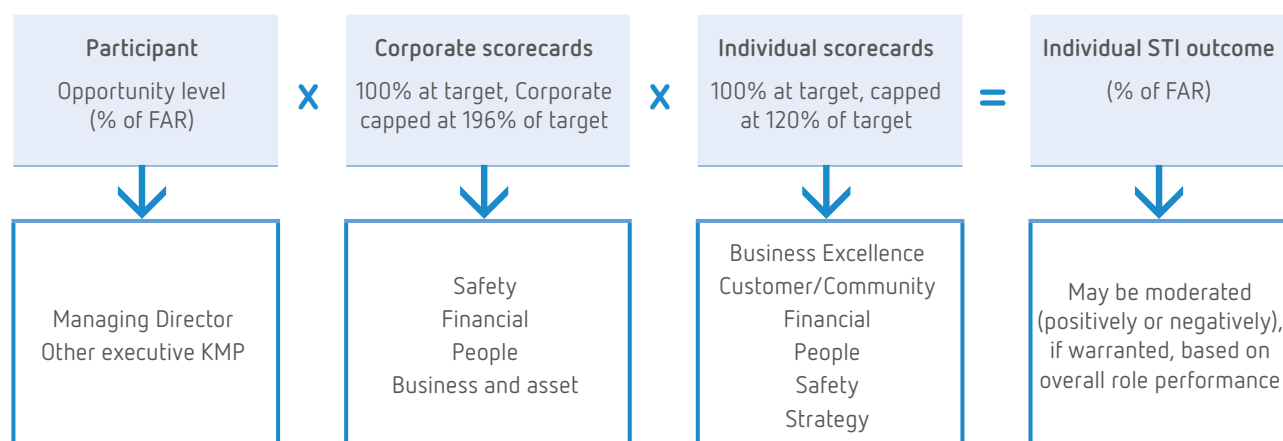 Participant
Opportunity level
(% of FAR)
x
Corporate scorecards
100% at target, Corporate
capped at 196% of target
x
Individual scorecards
100% at target, capped
at 120% of target
=
Individual STI outcome
(% of FAR)
Managing Director
Other executive KMP
Safety
Financial
People
Business and asset
Business Excellence
Customer/Community
Financial
People
Safety
Strategy
May be moderated
(positively or negatively),
if warranted, based on
overall role performance